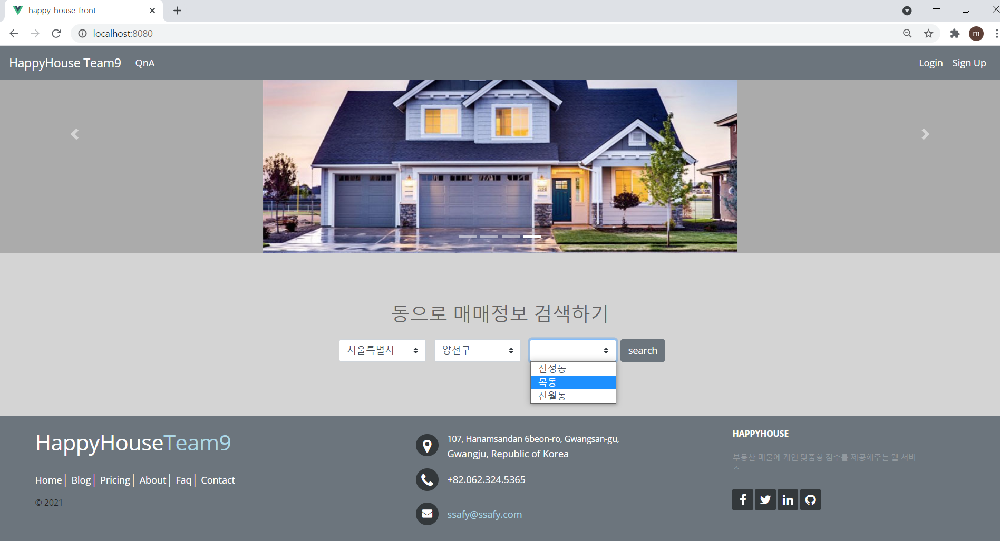 happy-house-front
localhost:8080
m
HappyHouse Team9 QnA Login Sign Up
동으로 매매정보 검색하기
서울특별시 양천구 search
신정동
목동
신월동
HappyHouseTeam9
Home| Blog| Pricing| About| Faq| Contact
© 2021
107, Hanamsandan 6beon-ro, Gwangsan-gu,
Gwangju, Republic of Korea
+82.062.324.5365
ssafy@ssafy.com
HAPPYHOUSE
부동산 매물에 개인 맞춤형 점수를 제공해주는 웹 서비
스